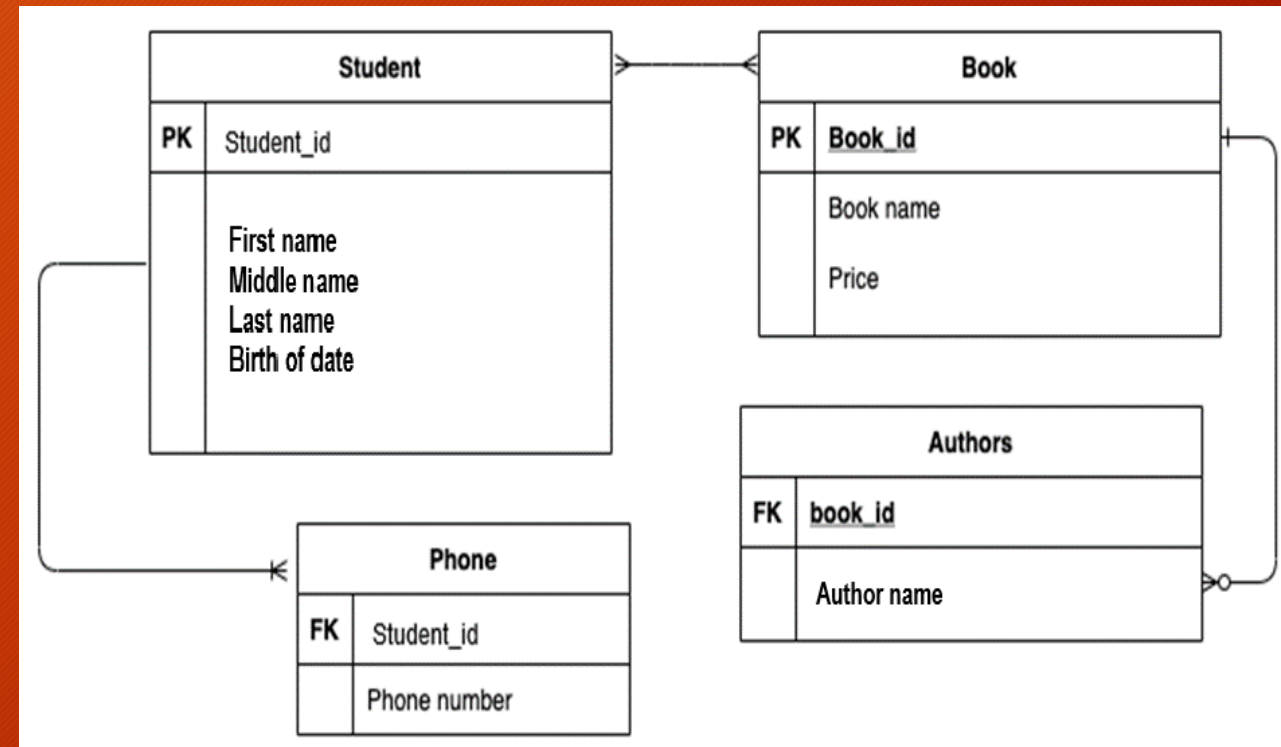 Student
PK Student_id
First name
Middle name
Last name
Birth of date
Book
PK Book_id
Book name
Price
Authors
FK book_id
Author name
Phone
FK Student_id
Phone number